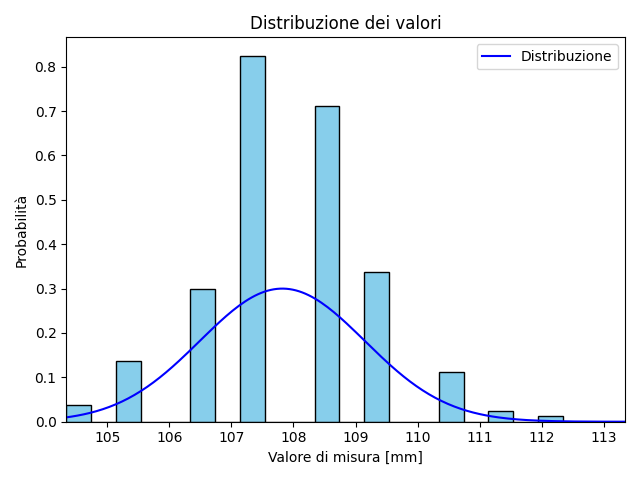 Distribuzione dei valori
Distribuzione
Probabilità
0.8
0.7
0.6
0.5
0.4
0.3
0.2
0.1
0.0
105 106 107 108 109 110 111 112 113
Valore di misura [mm]